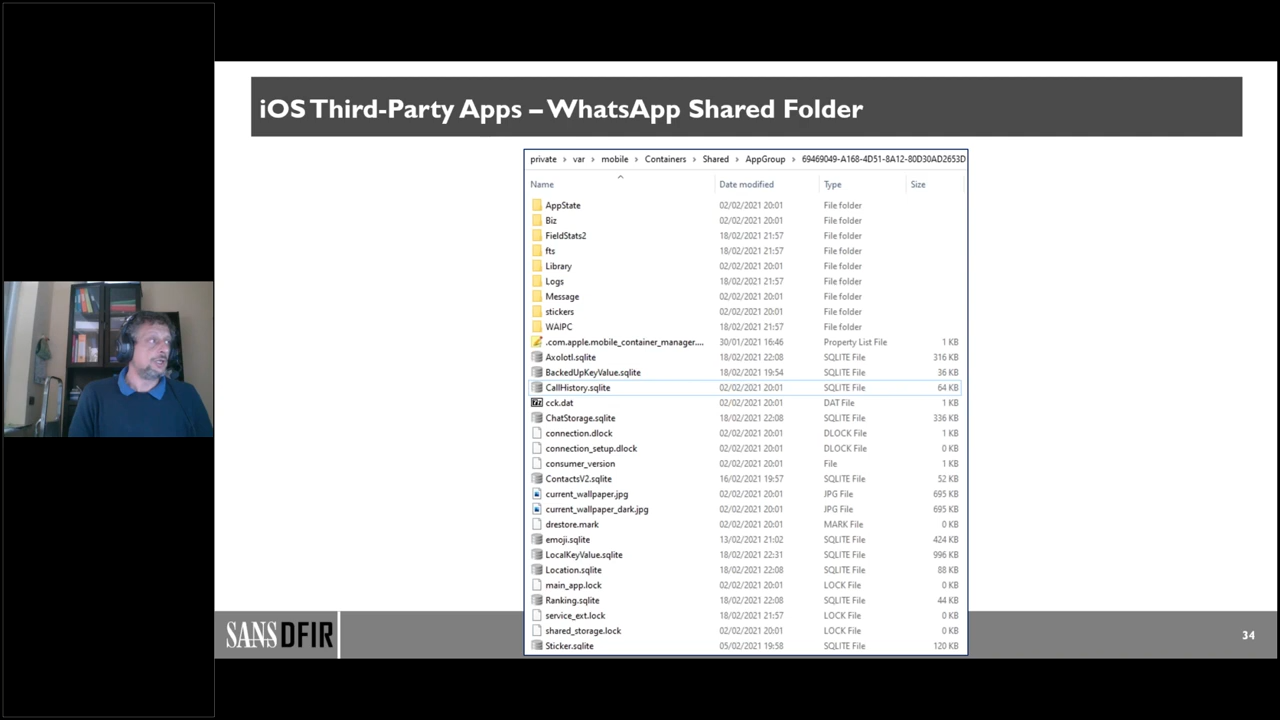 iOS Third-Party Apps – WhatsApp Shared Folder
private › var › mobile › Containers › Shared › AppGroup › 69469049-A168-4D51-8A12-80D30AD2653D
Name Date modified Type Size
AppState 02/02/2021 20:01 File folder
Biz 02/02/2021 20:01 File folder
FieldStats2 18/02/2021 21:57 File folder
fts 18/02/2021 21:57 File folder
Library 02/02/2021 20:01 File folder
Logs 18/02/2021 21:57 File folder
Message 02/02/2021 20:01 File folder
stickers 02/02/2021 20:01 File folder
WAIPC 18/02/2021 21:57 File folder
.com.apple.mobile_container_manager.... 30/01/2021 16:46 Property List File 1 KB
Axolotl.sqlite 18/02/2021 22:08 SQLITE File 316 KB
BackedUpKeyValue.sqlite 18/02/2021 19:54 SQLITE File 36 KB
CallHistory.sqlite 02/02/2021 20:01 SQLITE File 64 KB
cck.dat 02/02/2021 20:01 DAT File 1 KB
ChatStorage.sqlite 18/02/2021 22:08 SQLITE File 336 KB
connection.dlock 02/02/2021 20:01 DLOCK File 1 KB
connection_setup.dlock 02/02/2021 20:01 DLOCK File 0 KB
consumer_version 02/02/2021 20:01 File 1 KB
ContactsV2.sqlite 16/02/2021 19:57 SQLITE File 52 KB
current_wallpaper.jpg 02/02/2021 20:01 JPG File 695 KB
current_wallpaper_dark.jpg 02/02/2021 20:01 JPG File 695 KB
drestore.mark 02/02/2021 20:01 MARK File 0 KB
emoji.sqlite 13/02/2021 21:02 SQLITE File 424 KB
LocalKeyValue.sqlite 18/02/2021 22:31 SQLITE File 996 KB
Location.sqlite 18/02/2021 22:08 SQLITE File 88 KB
main_app.lock 02/02/2021 20:01 LOCK File 0 KB
Ranking.sqlite 18/02/2021 22:08 SQLITE File 44 KB
service_ext.lock 18/02/2021 21:57 LOCK File 0 KB
shared_storage.lock 02/02/2021 20:01 LOCK File 0 KB
Sticker.sqlite 05/02/2021 19:58 SQLITE File 120 KB
SANS DFIR
34